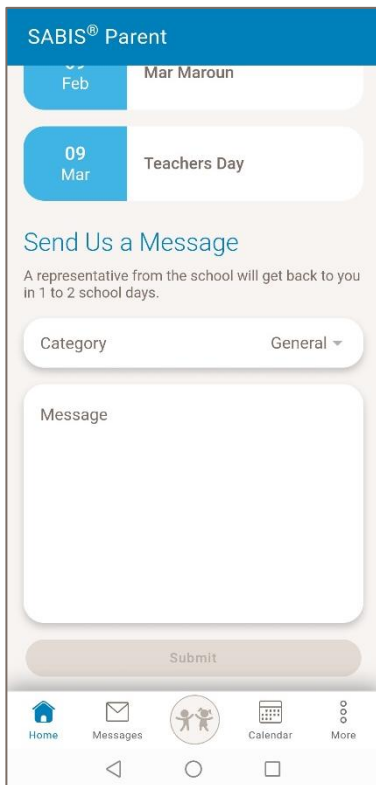 SABIS® Parent
09
Feb
Mar Maroun
09
Mar
Teachers Day
Send Us a Message
A representative from the school will get back to you
in 1 to 2 school days.
Category General
Message
Submit
Home Messages Calendar More